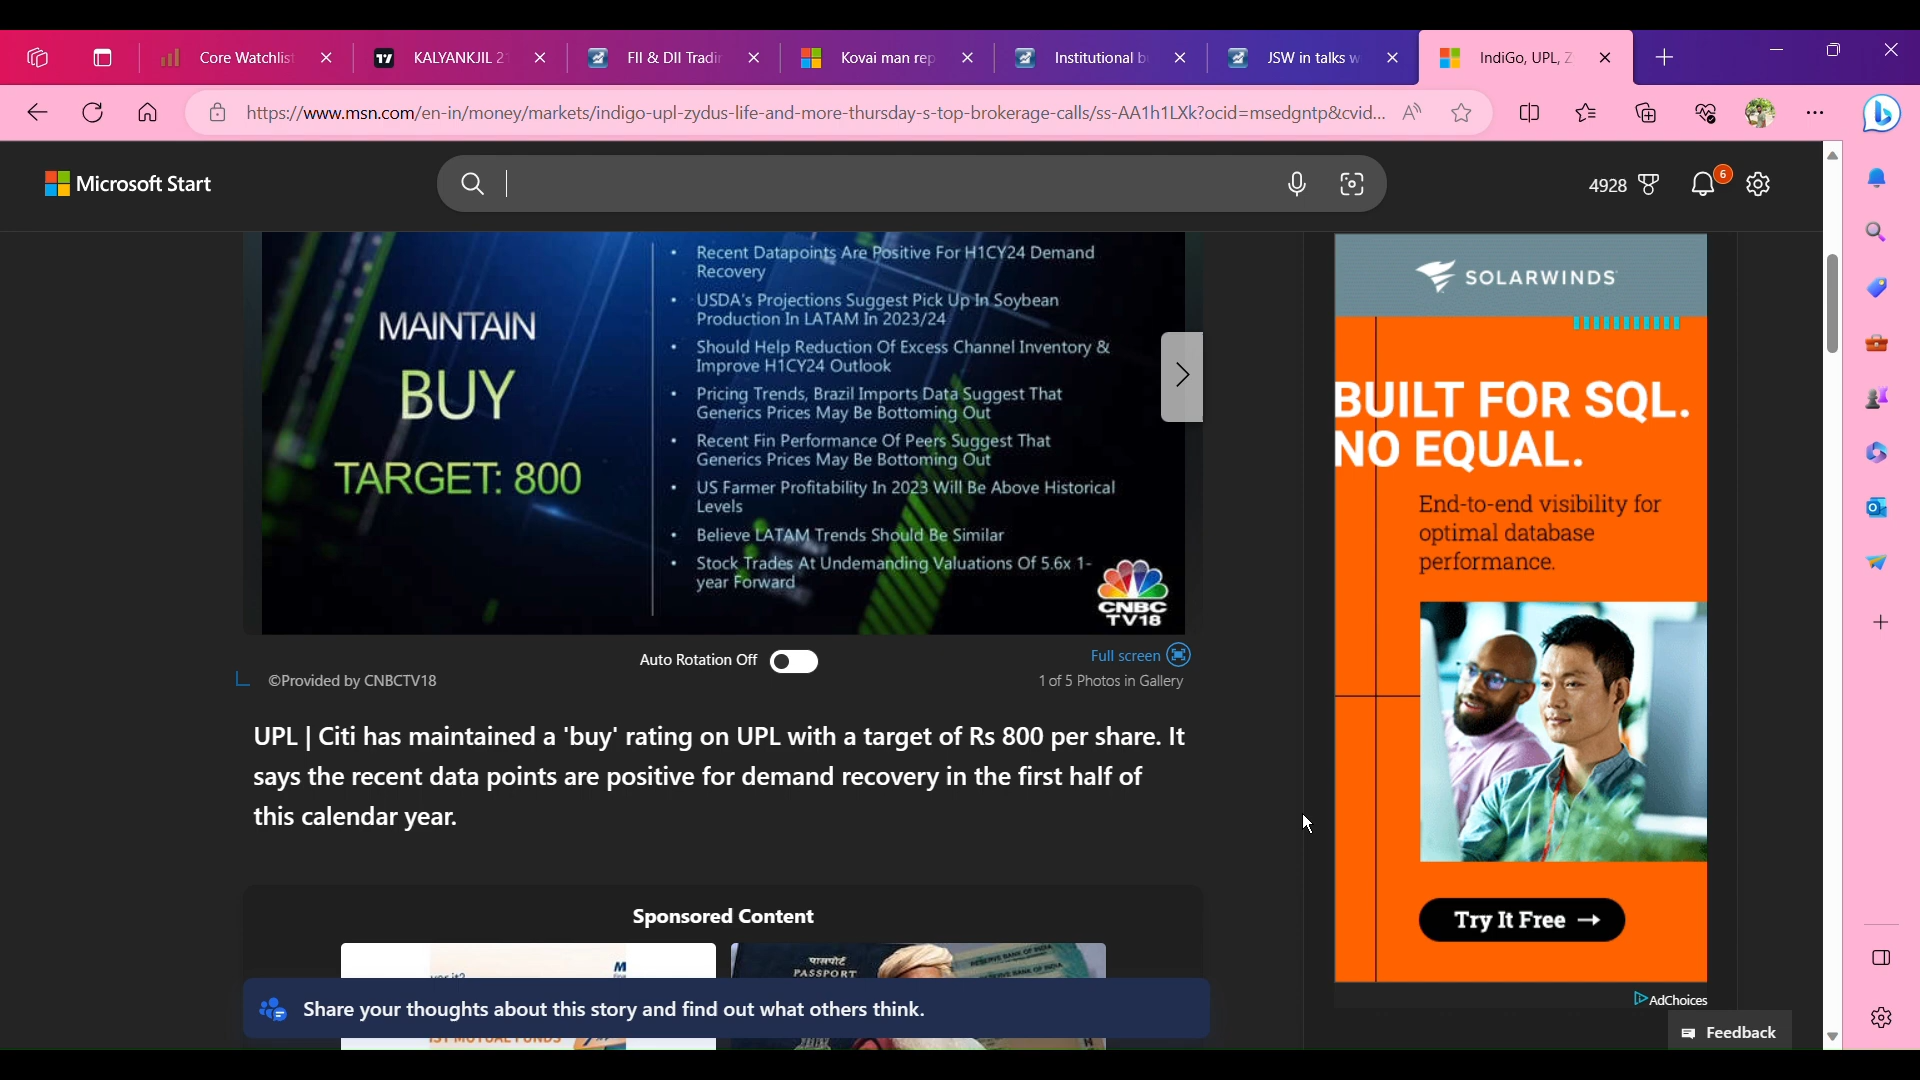 Core Watchlist
KALYANKJIL 2
FII & DII Tradin
Kovai man rep
Institutional b
JSW in talks w
IndiGo, UPL, Z
https://www.msn.com/en-in/money/markets/indigo-upl-zydus-life-and-more-thursday-s-top-brokerage-calls/ss-AA1h1LXk?ocid=msedgntp&cvid...
Microsoft Start
4928
6
MAINTAIN
BUY
TARGET: 800
• Recent Datapoints Are Positive For H1CY24 Demand
Recovery
• USDA's Projections Suggest Pick Up In Soybean
Production In LATAM In 2023/24
• Should Help Reduction Of Excess Channel Inventory &
Improve H1CY24 Outlook
• Pricing Trends, Brazil Imports Data Suggest That
Generics Prices May Be Bottoming Out
• Recent Fin Performance Of Peers Suggest That
Generics Prices May Be Bottoming Out
• US Farmer Profitability In 2023 Will Be Above Historical
Levels
• Believe LATAM Trends Should Be Similar
• Stock Trades At Undemanding Valuations Of 5.6x 1-
year Forward
CNBC
TV18
Auto Rotation Off
Full screen
©Provided by CNBCTV18
1 of 5 Photos in Gallery
UPL | Citi has maintained a 'buy' rating on UPL with a target of Rs 800 per share. It
says the recent data points are positive for demand recovery in the first half of
this calendar year.
Sponsored Content
पासपोर्ट
PASSPORT
RESERVE BANK OF INDIA
Share your thoughts about this story and find out what others think.
SOLARWINDS
BUILT FOR SQL.
NO EQUAL.
End-to-end visibility for
optimal database
performance.
Try It Free →
AdChoices
Feedback